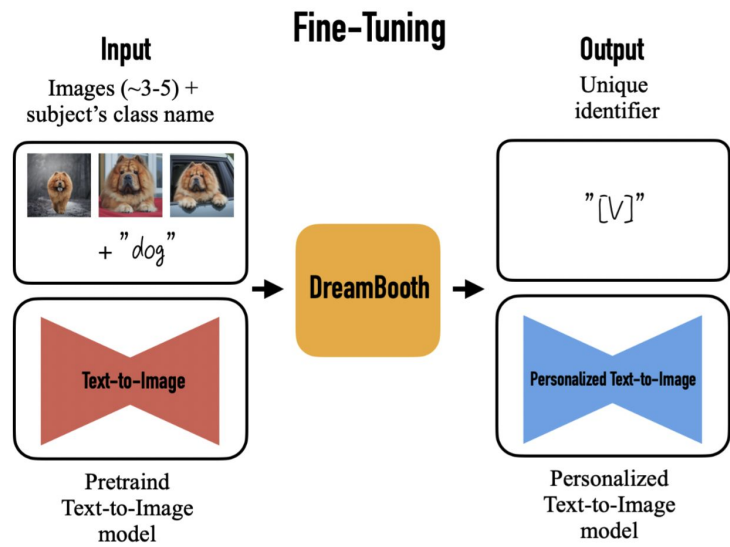 Fine-Tuning
Input
Images (~3-5) +
subject's class name
+ "dog"
Text-to-Image
Pretraind
Text-to-Image
model
DreamBooth
Output
Unique
identifier
"[V]"
Personalized Text-to-Image
Personalized
Text-to-Image
model